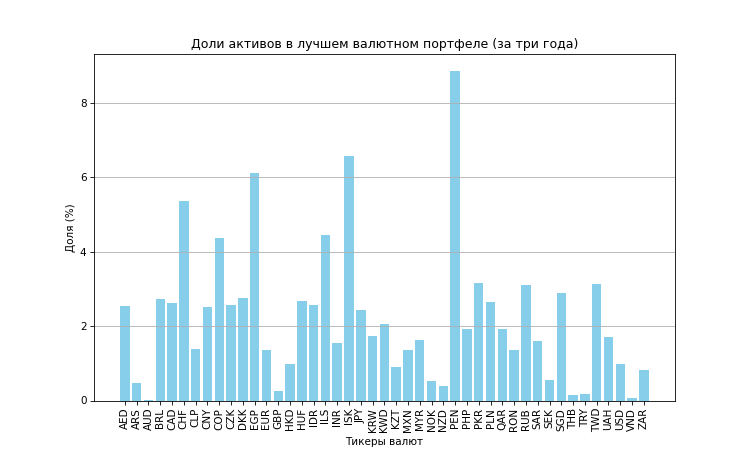 Доли активов в лучшем валютном портфеле (за три года)
Доля (%)
8
6
4
2
0
AED ARS AUD BRL CAD CHF CLP CNY COP CZK DKK EGP EUR GBP HKD HUF IDR ILS INR ISK JPY KRW KWD KZT MXN MYR NOK NZD PEN PHP PKR PLN QAR RON RUB SAR SEK SGD THB TRY TWD UAH USD VND ZAR
Тикеры валют